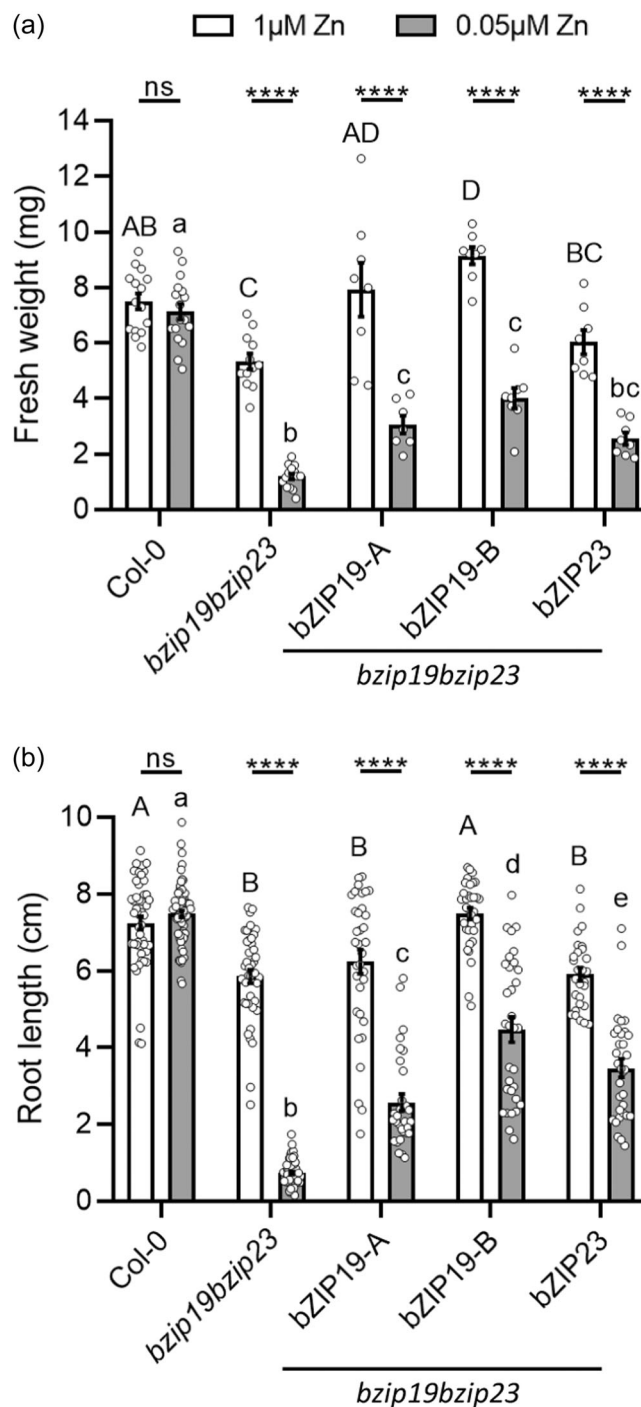 (a) 1µM Zn 0.05µM Zn
ns **** **** **** ****
14
12
10
8
6
4
2
0
Fresh weight (mg)
AB a C b AD c D c BC bc
Col-0
bzip19bzip23
bZIP19-A
bZIP19-B
bZIP23
bzip19bzip23
(b)
ns **** **** **** ****
10
8
6
4
2
0
Root length (cm)
A a B b B c A d B e
Col-0
bzip19bzip23
bZIP19-A
bZIP19-B
bZIP23
bzip19bzip23